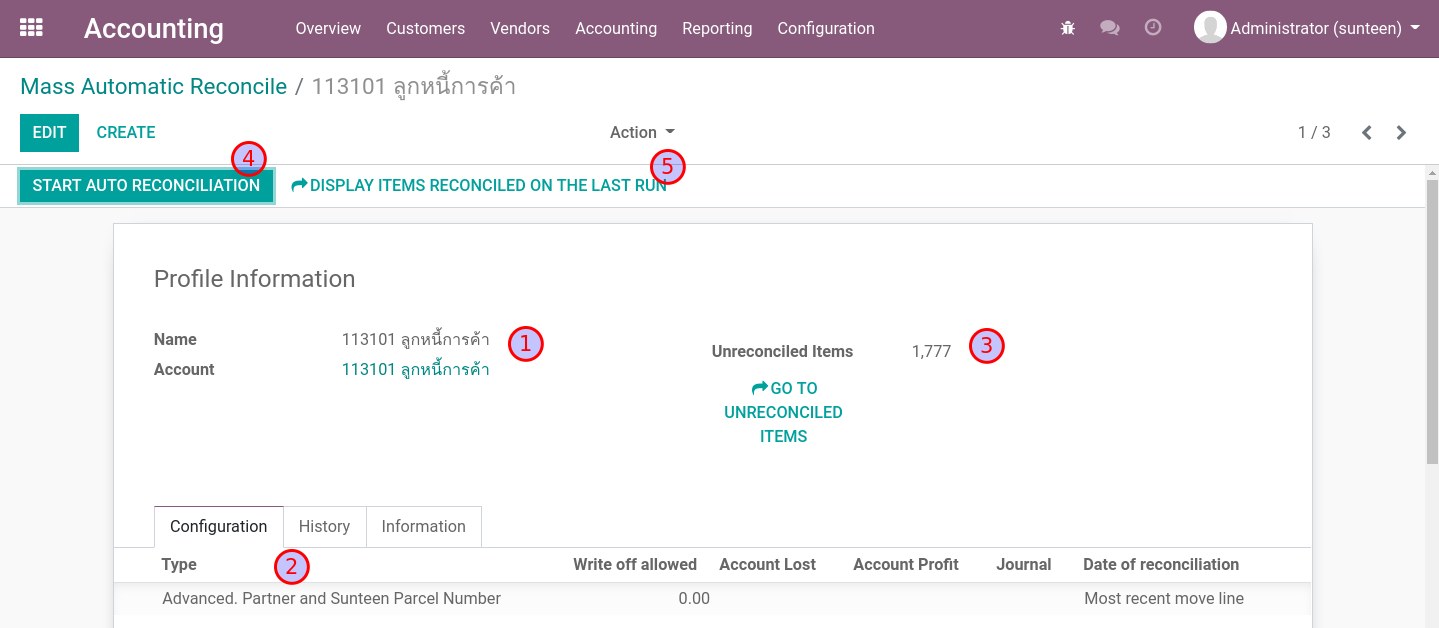 Accounting Overview Customers Vendors Accounting Reporting Configuration Administrator (sunteen)
Mass Automatic Reconcile / 113101 ลูกหนี้การค้า
EDIT CREATE Action 1 / 3
4 5
START AUTO RECONCILIATION DISPLAY ITEMS RECONCILED ON THE LAST RUN
Profile Information
Name 113101 ลูกหนี้การค้า 1
Account 113101 ลูกหนี้การค้า
Unreconciled Items 1,777 3
GO TO
UNRECONCILED
ITEMS
Configuration History Information
Type 2 Write off allowed Account Lost Account Profit Journal Date of reconciliation
Advanced. Partner and Sunteen Parcel Number 0.00 Most recent move line